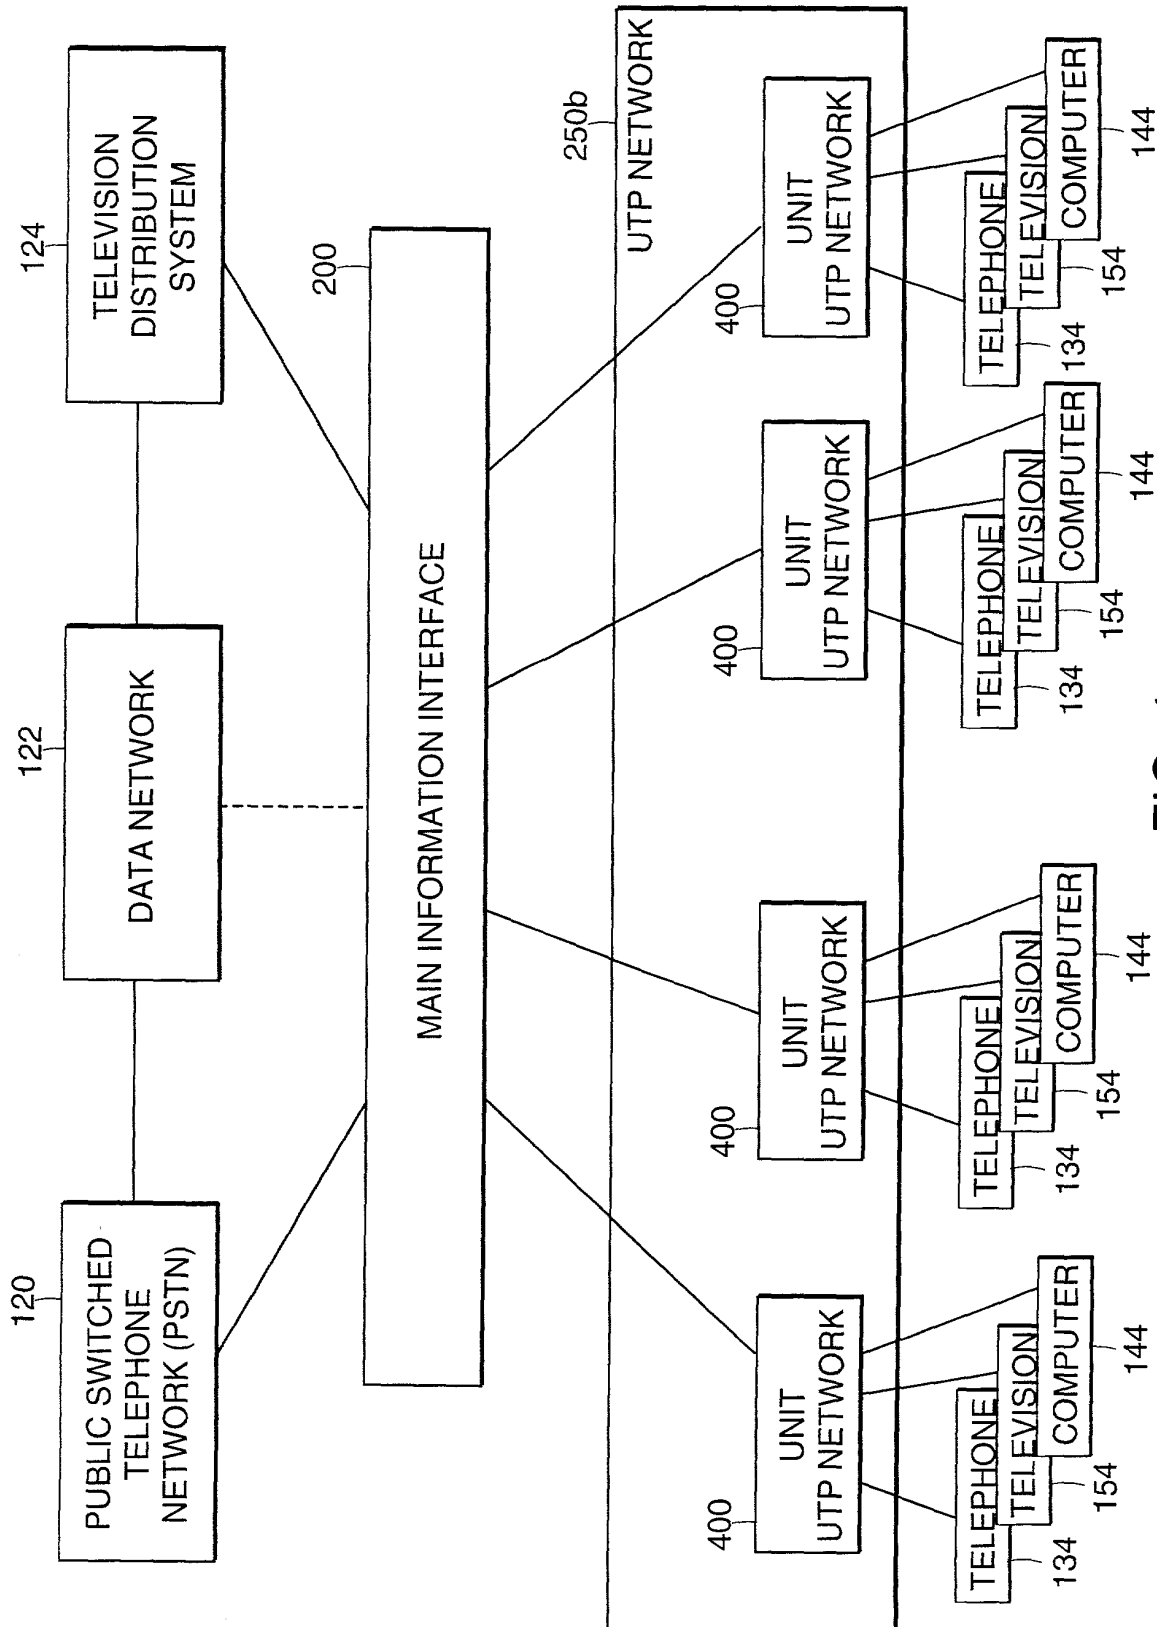 120
PUBLIC SWITCHED
TELEPHONE
NETWORK (PSTN)
122
DATA NETWORK
124
TELEVISION
DISTRIBUTION
SYSTEM
200
MAIN INFORMATION INTERFACE
250b
UTP NETWORK
400
UNIT
UTP NETWORK
400
UNIT
UTP NETWORK
400
UNIT
UTP NETWORK
400
UNIT
UTP NETWORK
TELEPHONE
TELEVISION
COMPUTER
134
154
144
TELEPHONE
TELEVISION
COMPUTER
134
154
144
TELEPHONE
TELEVISION
COMPUTER
134
154
144
TELEPHONE
TELEVISION
COMPUTER
134
154
144